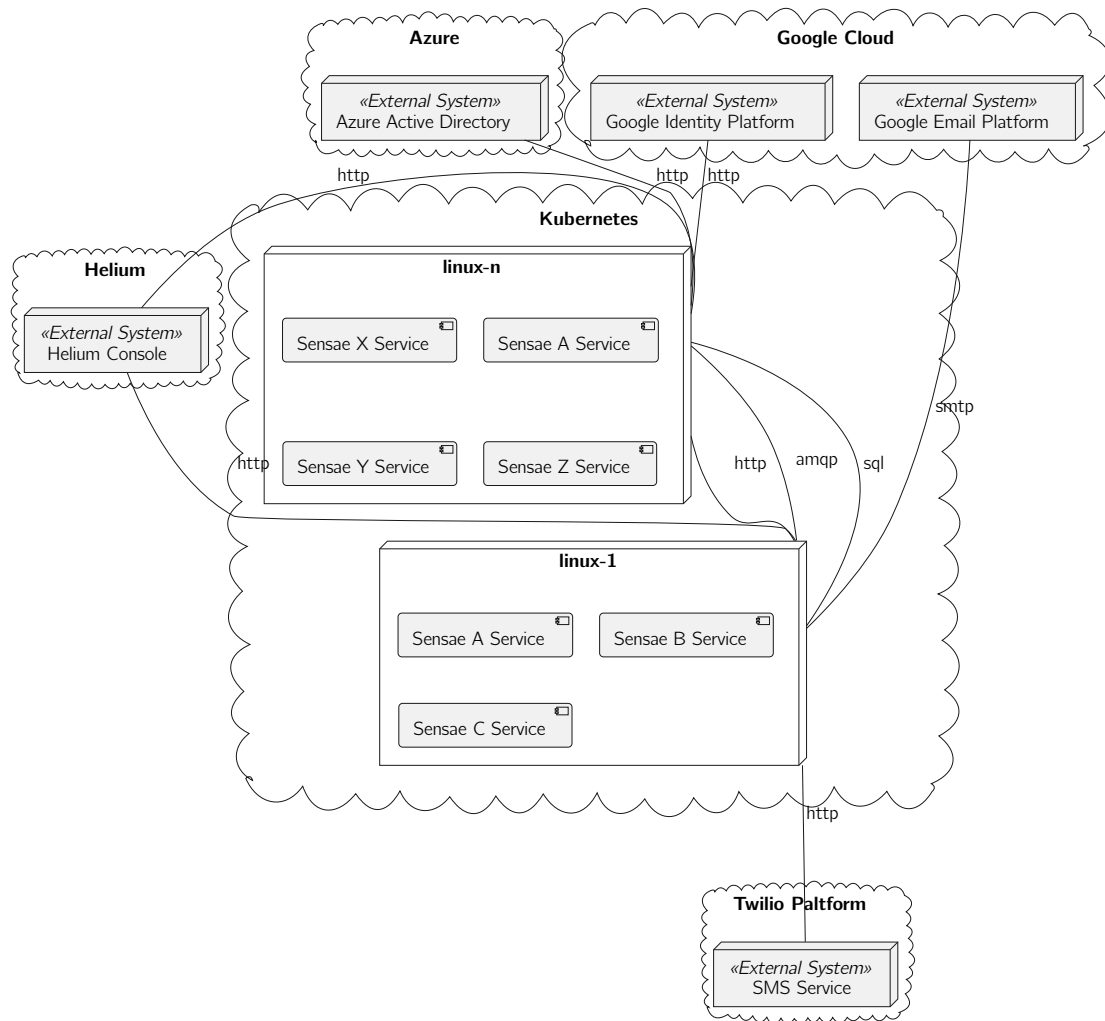 Azure
Google Cloud
«External System»
Azure Active Directory
«External System»
Google Identity Platform
«External System»
Google Email Platform
http
http
http
Kubernetes
Helium
«External System»
Helium Console
linux-n
Sensae X Service
Sensae A Service
Sensae Y Service
Sensae Z Service
smtp
http
http
amqp
sql
linux-1
Sensae A Service
Sensae B Service
Sensae C Service
http
Twilio Paltform
«External System»
SMS Service